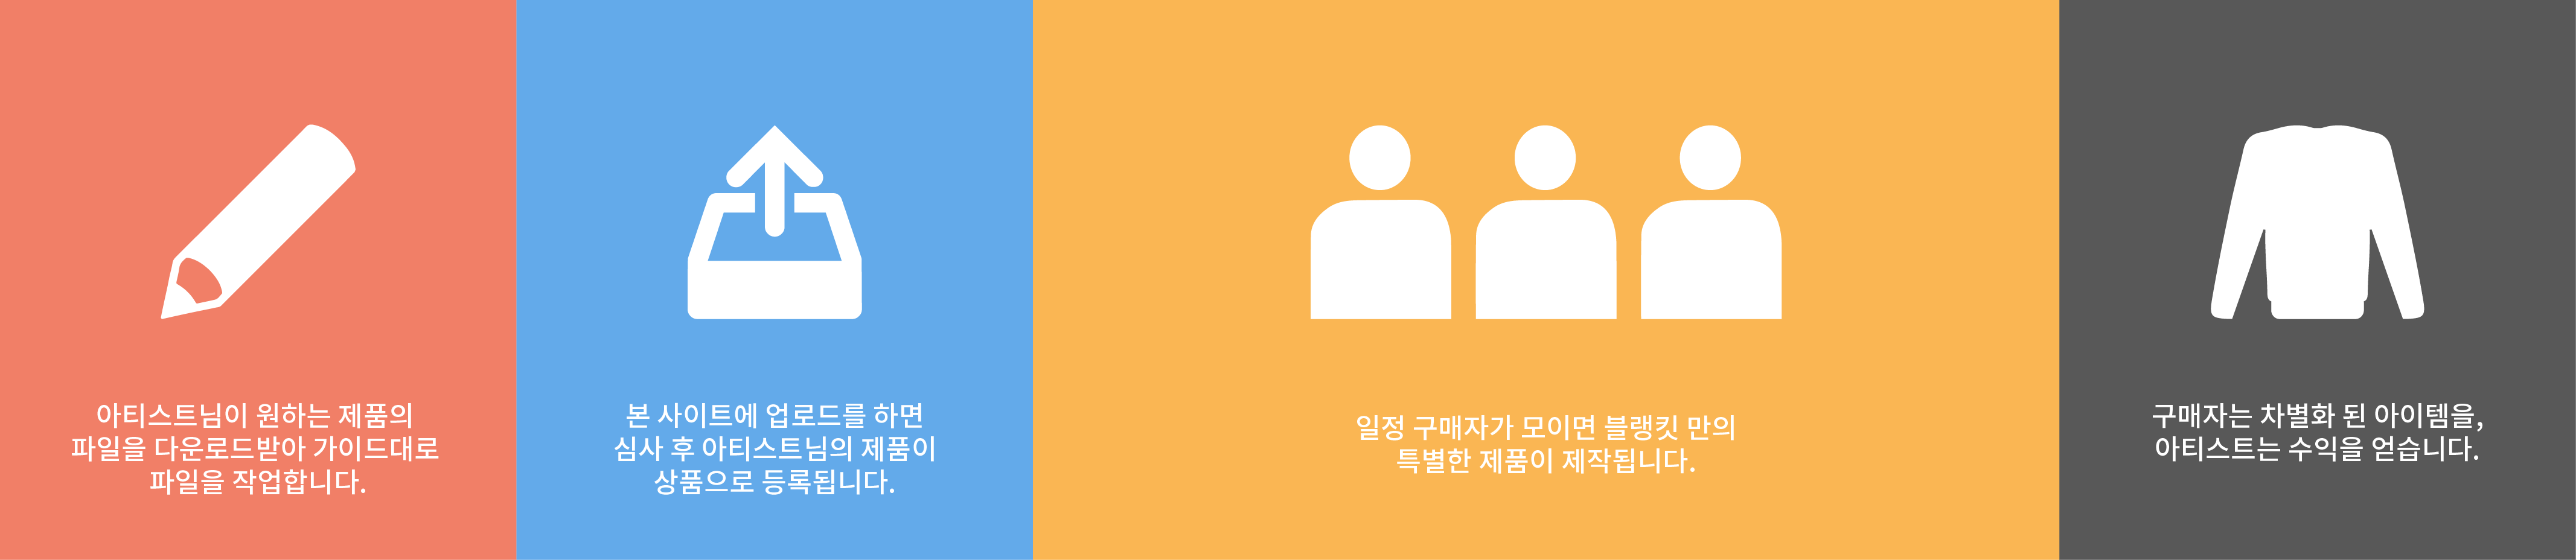 아티스트님이 원하는 제품의
파일을 다운로드받아 가이드대로
파일을 작업합니다.
본 사이트에 업로드를 하면
심사 후 아티스트님의 제품이
상품으로 등록됩니다.
일정 구매자가 모이면 블랭킷 만의
특별한 제품이 제작됩니다.
구매자는 차별화 된 아이템을,
아티스트는 수익을 얻습니다.